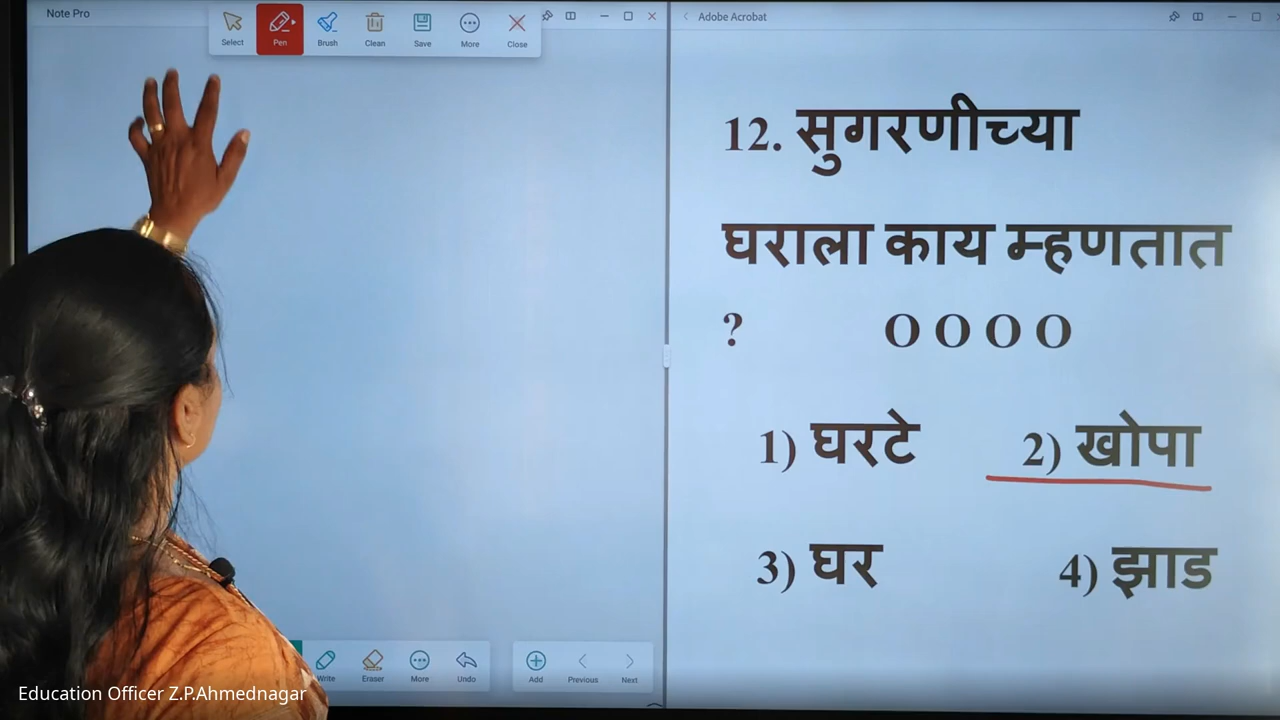 Note Pro
Select
Pen
Brush
Clean
Save
More
Close
Adobe Acrobat
12. सुगरणीच्या
घराला काय म्हणतात
? O O O O
1) घरटे 2) खोपा
3) घर 4) झाड
Write
Eraser
More
Undo
Add
Previous
Next
Education Officer Z.P.Ahmednagar